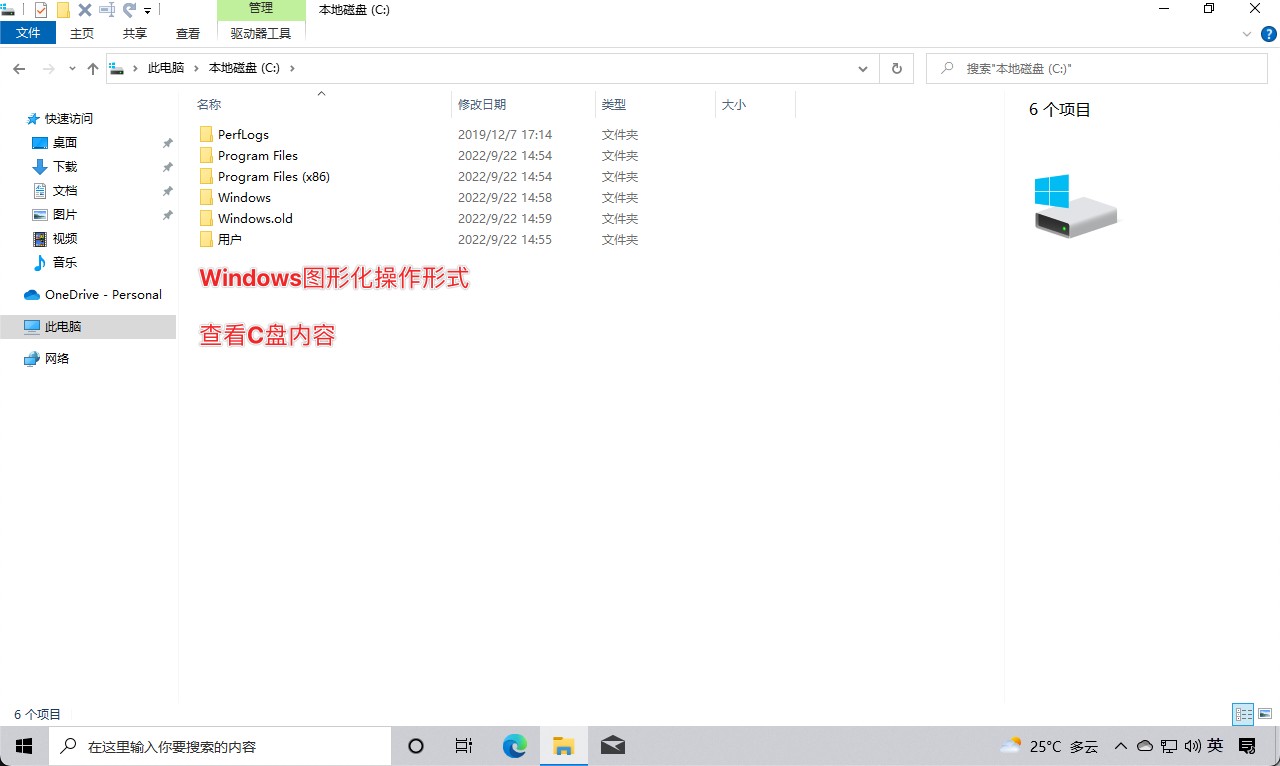 管理
本地磁盘 (C:)
文件
主页
共享
查看
驱动器工具
此电脑
本地磁盘 (C:)
搜索"本地磁盘 (C:)"
快速访问
桌面
下载
文档
图片
视频
音乐
OneDrive - Personal
此电脑
网络
名称 修改日期 类型 大小
PerfLogs 2019/12/7 17:14 文件夹
Program Files 2022/9/22 14:54 文件夹
Program Files (x86) 2022/9/22 14:54 文件夹
Windows 2022/9/22 14:58 文件夹
Windows.old 2022/9/22 14:59 文件夹
用户 2022/9/22 14:55 文件夹
Windows图形化操作形式
查看C盘内容
6 个项目
6 个项目
在这里输入你要搜索的内容
25°C 多云
英